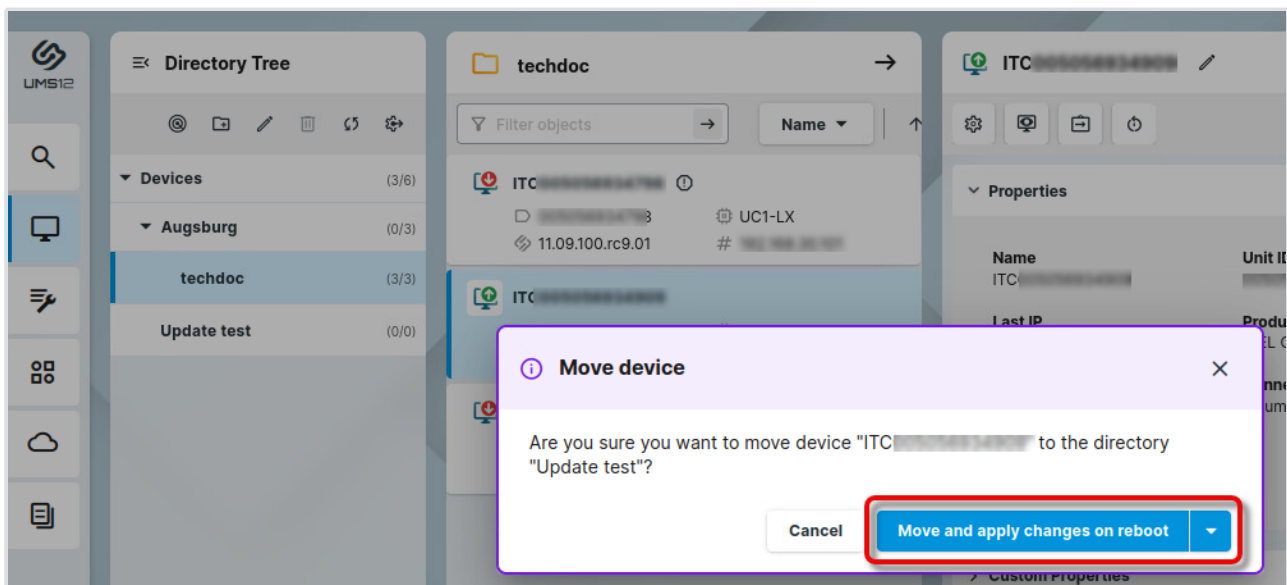 UMS12
Directory Tree
Devices (3/6)
Augsburg (0/3)
techdoc (3/3)
Update test (0/0)
techdoc
Filter objects
Name
ITC
UC1-LX
11.09.100.rc9.01
#
ITC
ITC
Properties
Name
ITC
Unit ID
Last IP
Move device
Are you sure you want to move device "ITC" to the directory
"Update test"?
Cancel
Move and apply changes on reboot
Custom Properties